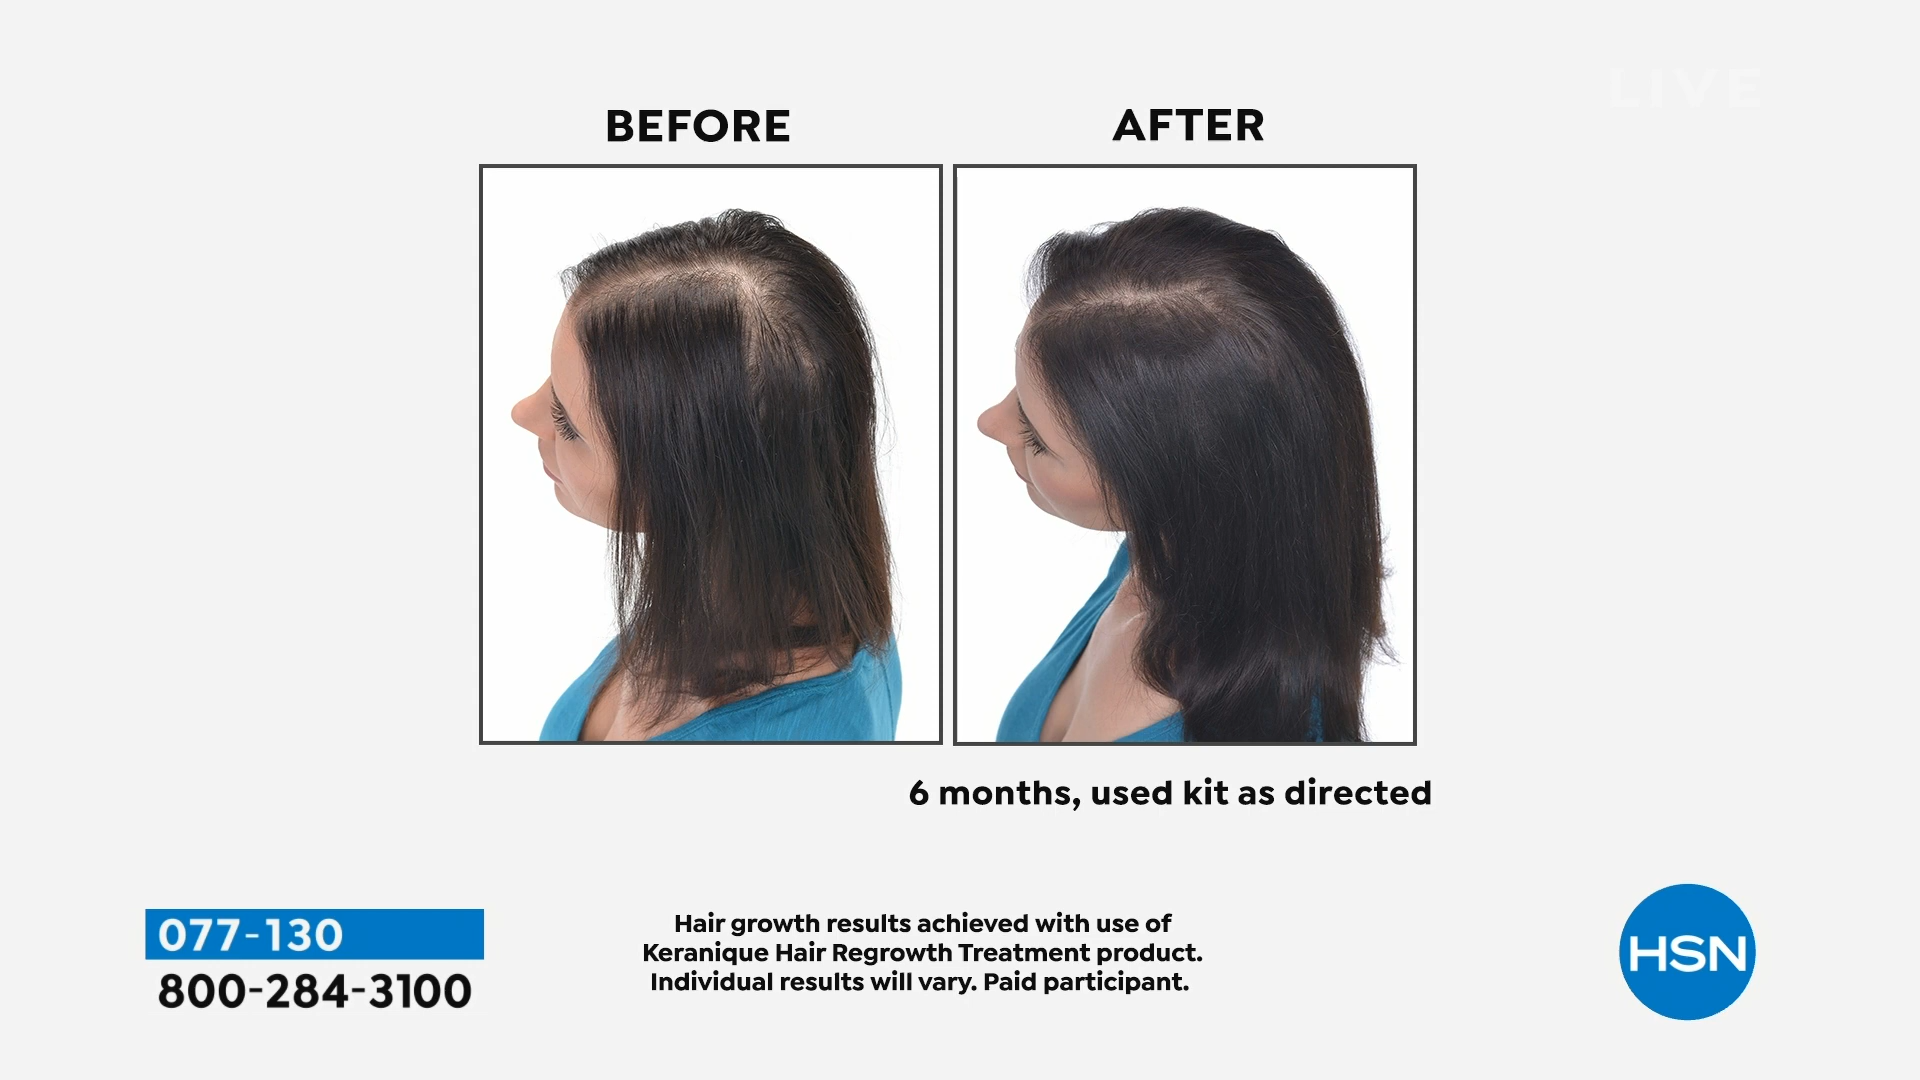 LIVE
BEFORE
AFTER
6 months, used kit as directed
077-130
800-284-3100
Hair growth results achieved with use of
Keranique Hair Regrowth Treatment product.
Individual results will vary. Paid participant.
HSN